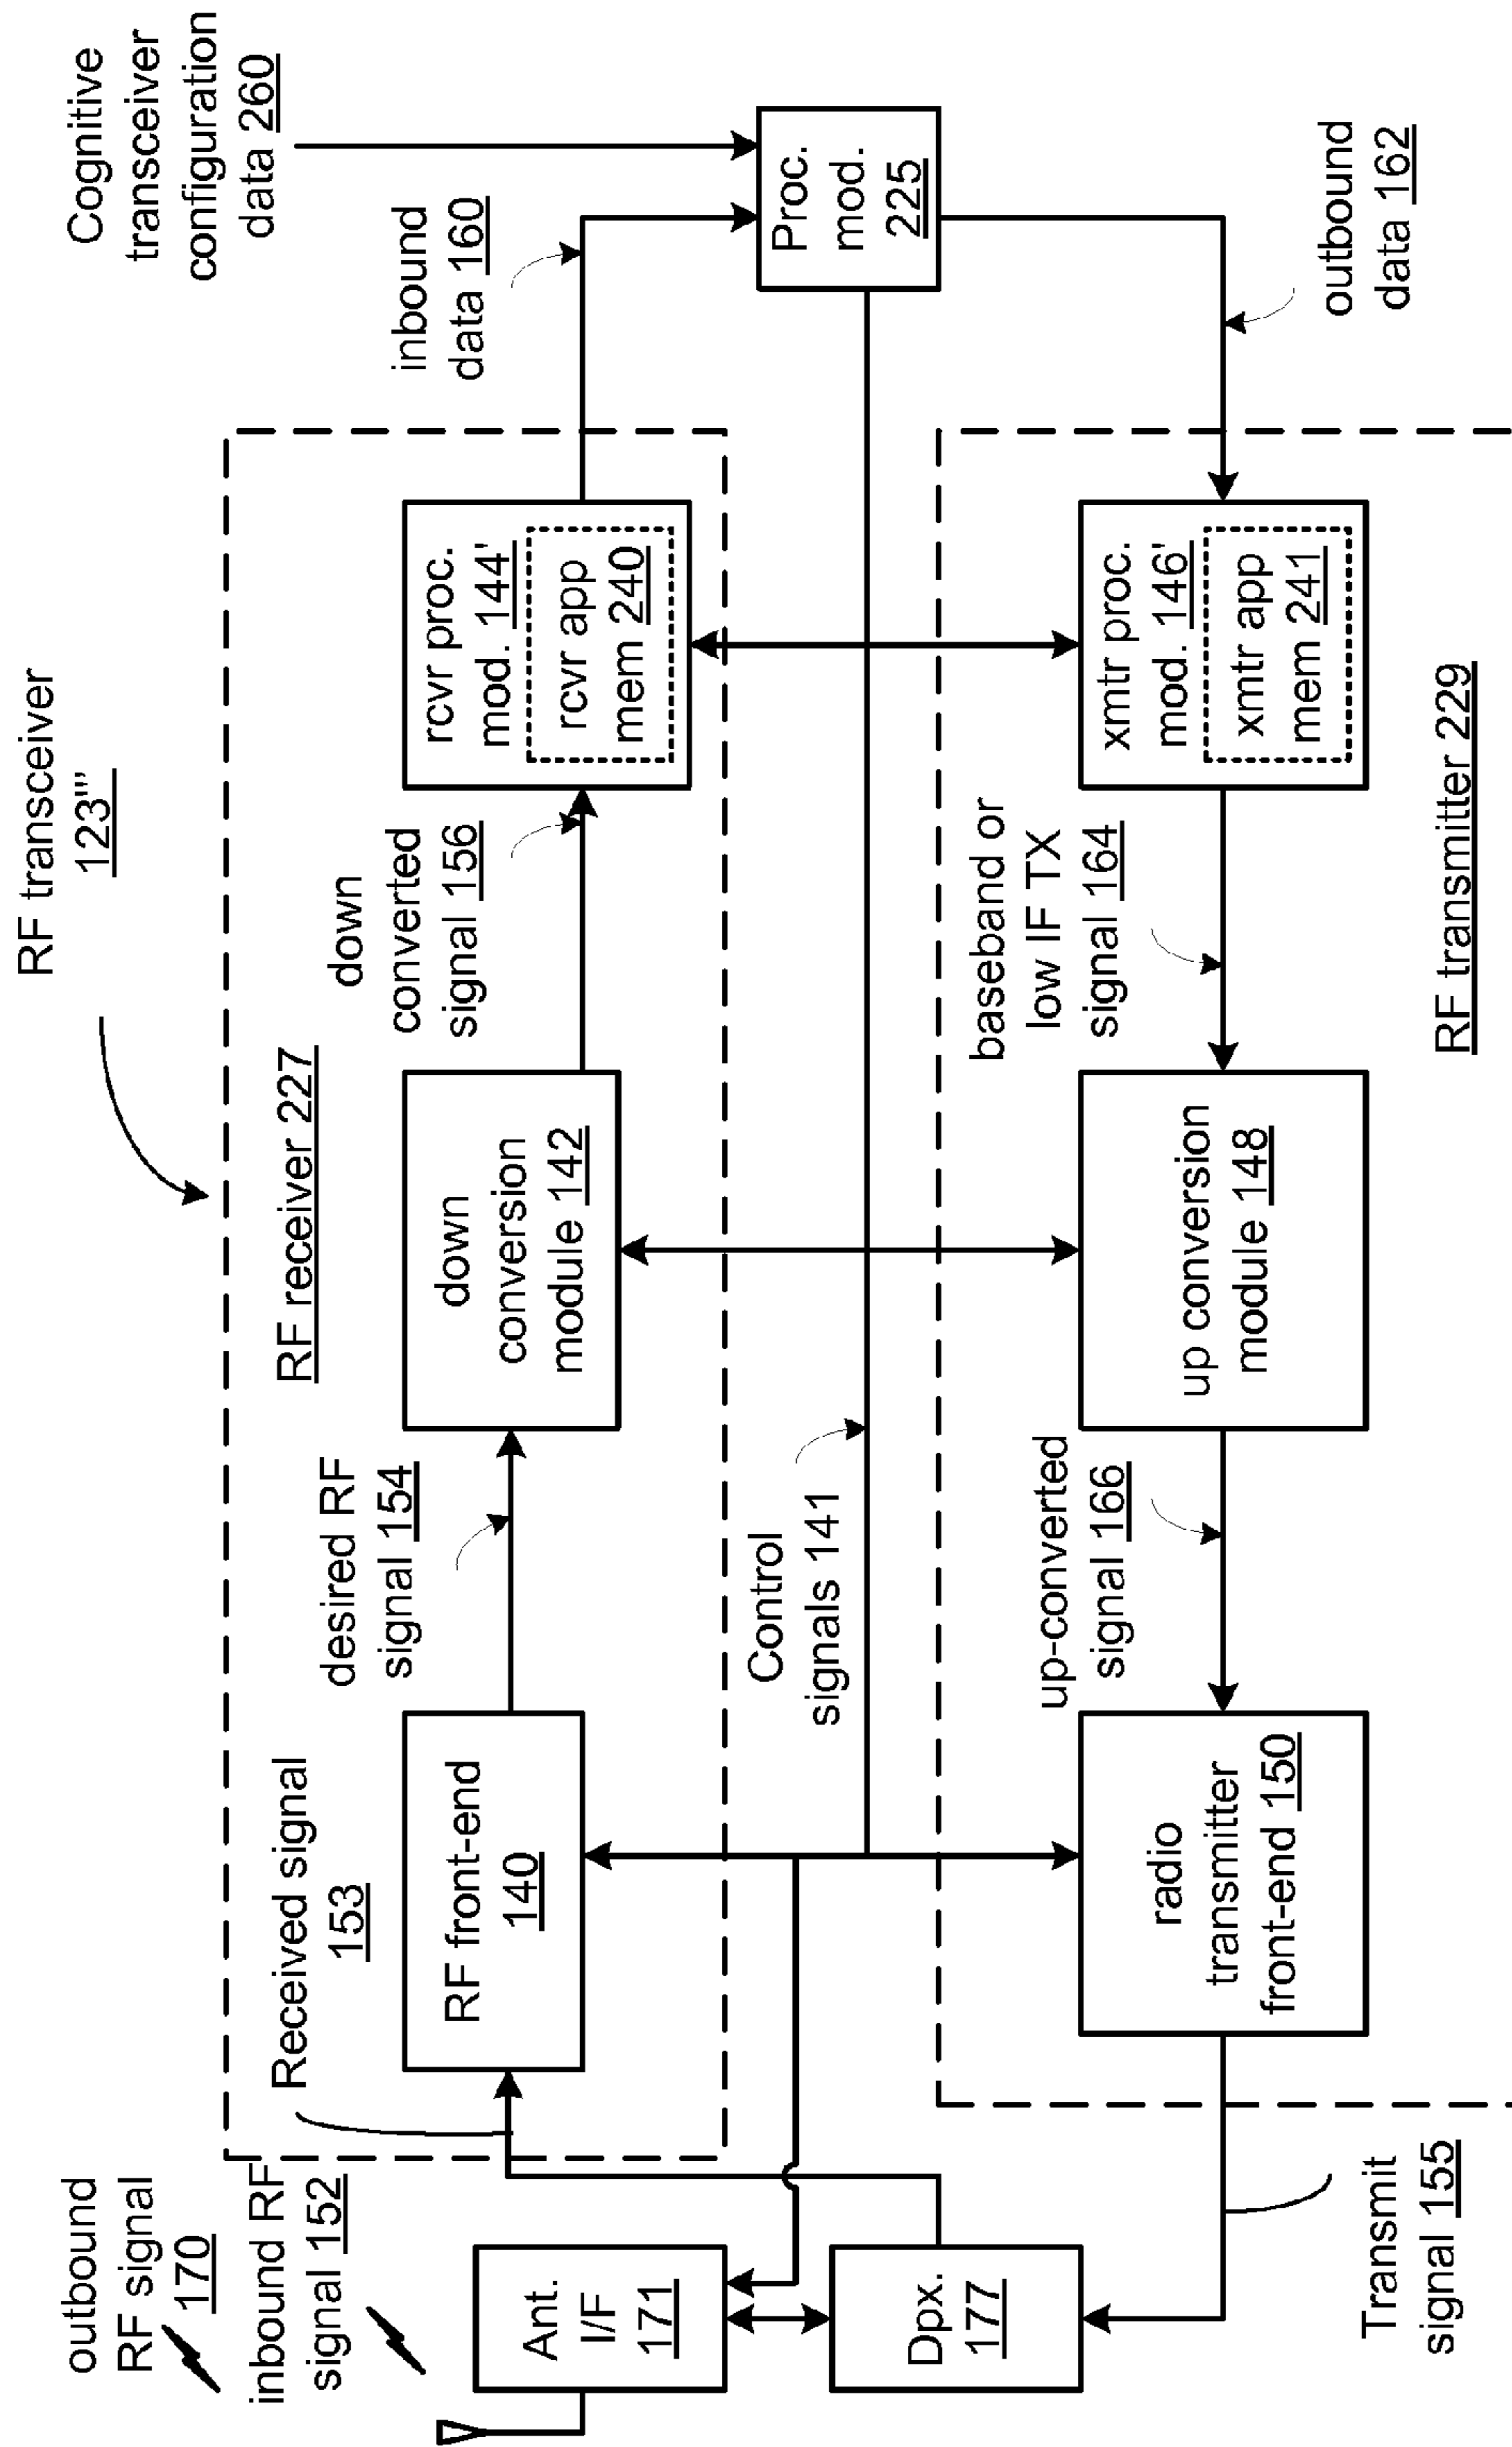 RF transceiver
123'''
Cognitive
transceiver
configuration
data 260
outbound
RF signal
170
inbound RF
signal 152
Received signal
153
RF receiver 227
desired RF
signal 154
down
converted
signal 156
inbound
data 160
RF front-end
140
down
conversion
module 142
rcvr proc.
mod. 144'
rcvr app
mem 240
Ant.
I/F
171
Control
signals 141
Proc.
mod.
225
Dpx.
177
up-converted
signal 166
baseband or
low IF TX
signal 164
radio
transmitter
front-end 150
up conversion
module 148
xmtr proc.
mod. 146'
xmtr app
mem 241
outbound
data 162
Transmit
signal 155
RF transmitter 229